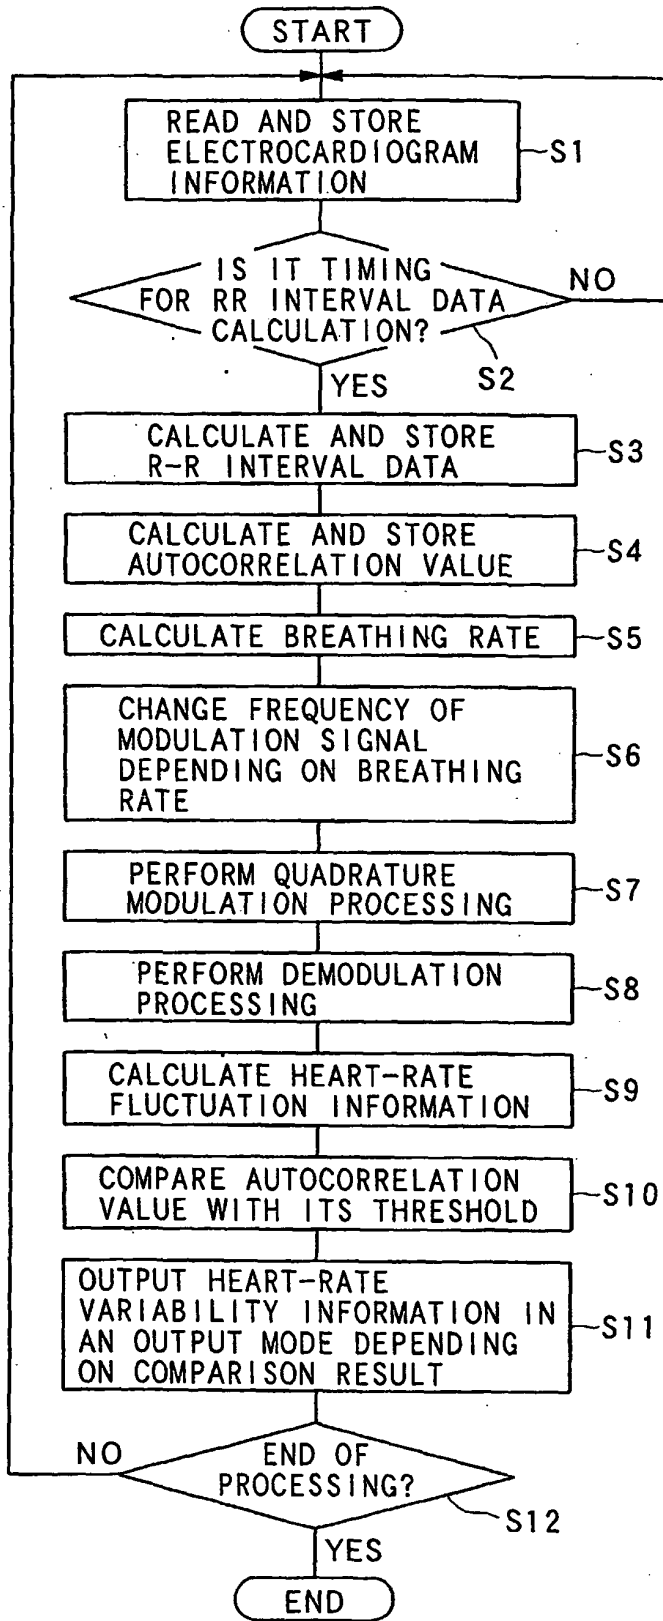 START
READ AND STORE
ELECTROCARDIOGRAM
INFORMATION
S1
IS IT TIMING
FOR RR INTERVAL DATA
CALCULATION?
NO
S2
YES
CALCULATE AND STORE
R-R INTERVAL DATA
S3
CALCULATE AND STORE
AUTOCORRELATION VALUE
S4
CALCULATE BREATHING RATE
S5
CHANGE FREQUENCY OF
MODULATION SIGNAL
DEPENDING ON BREATHING
RATE
S6
PERFORM QUADRATURE
MODULATION PROCESSING
S7
PERFORM DEMODULATION
PROCESSING
S8
CALCULATE HEART-RATE
FLUCTUATION INFORMATION
S9
COMPARE AUTOCORRELATION
VALUE WITH ITS THRESHOLD
S10
OUTPUT HEART-RATE
VARIABILITY INFORMATION IN
AN OUTPUT MODE DEPENDING
ON COMPARISON RESULT
S11
NO
END OF
PROCESSING?
S12
YES
END